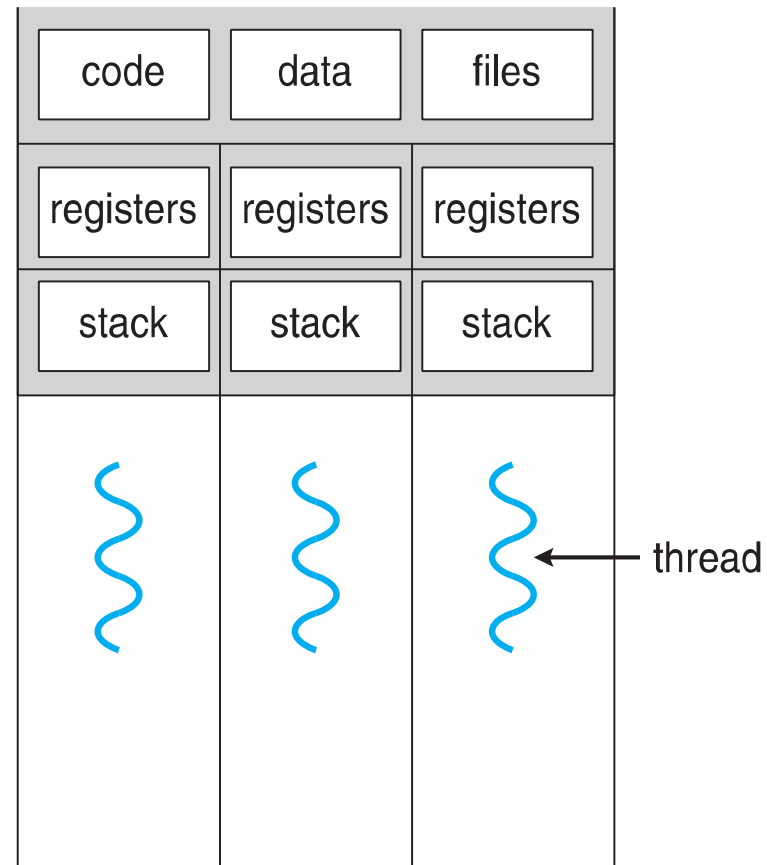 code data files
registers registers registers
stack stack stack
thread